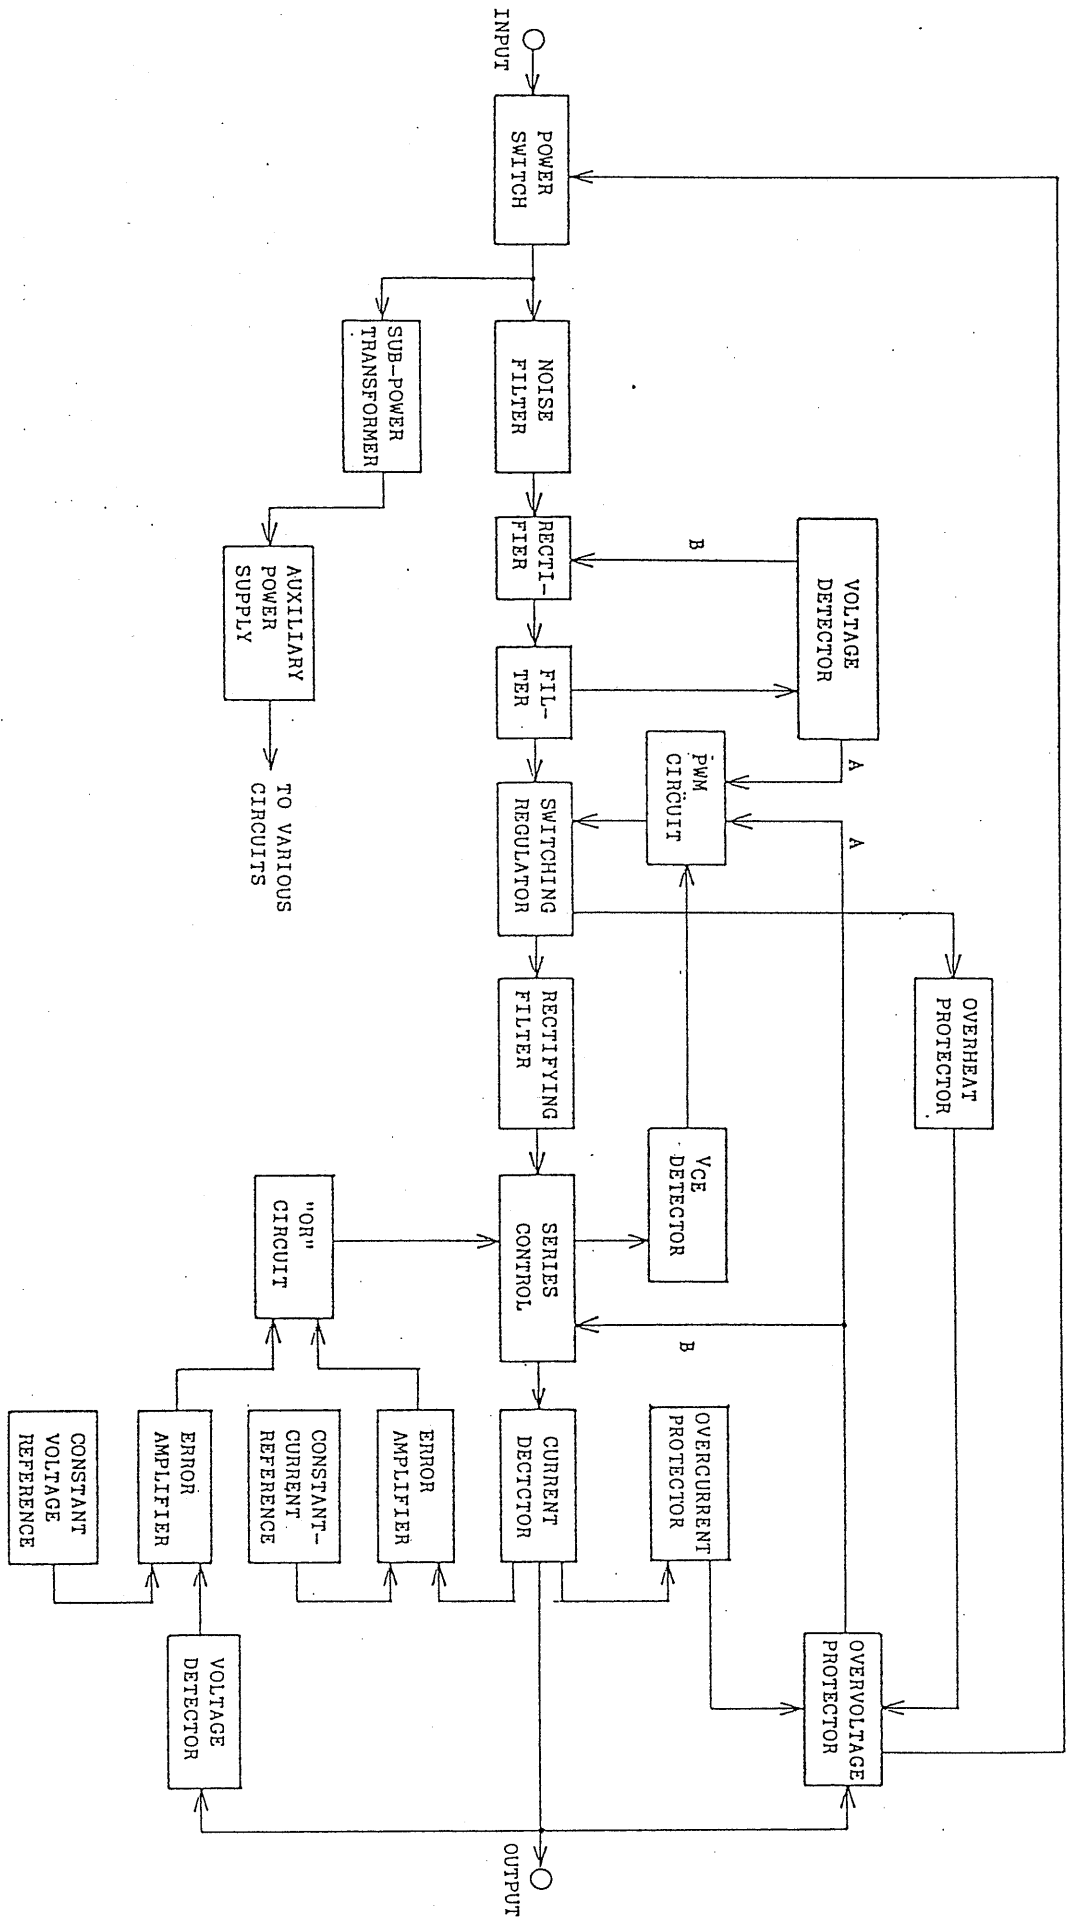 INPUT
POWER
SWITCH
NOISE
FILTER
SUB-POWER
TRANSFORMER
AUXILIARY
POWER
SUPPLY
TO VARIOUS
CIRCUITS
RECTI-
FIER
B
VOLTAGE
DETECTOR
FIL-
TER
A
PWM
CIRCUIT
A
SWITCHING
REGULATOR
OVERHEAT
PROTECTOR
RECTIFYING
FILTER
VCE
DETECTOR
SERIES
CONTROL
B
"OR"
CIRCUIT
OVERCURRENT
PROTECTOR
CURRENT
DECTCTOR
ERROR
AMPLIFIER
CONSTANT-
CURRENT
REFERENCE
ERROR
AMPLIFIER
CONSTANT
VOLTAGE
REFERENCE
OVERVOLTAGE
PROTECTOR
VOLTAGE
DETECTOR
OUTPUT